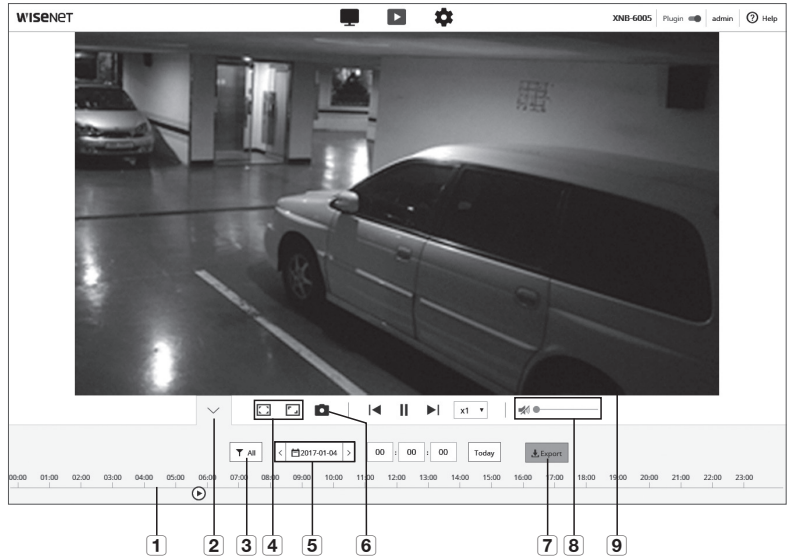 WISENET
XNB-6005 Plugin admin ? Help
x1
All < 2017-01-04 > 00 : 00 : 00 Today Export
00:00 01:00 02:00 03:00 04:00 05:00 06:00 07:00 08:00 09:00 10:00 11:00 12:00 13:00 14:00 15:00 16:00 17:00 18:00 19:00 20:00 21:00 22:00 23:00
1 2 3 4 5 6 7 8 9